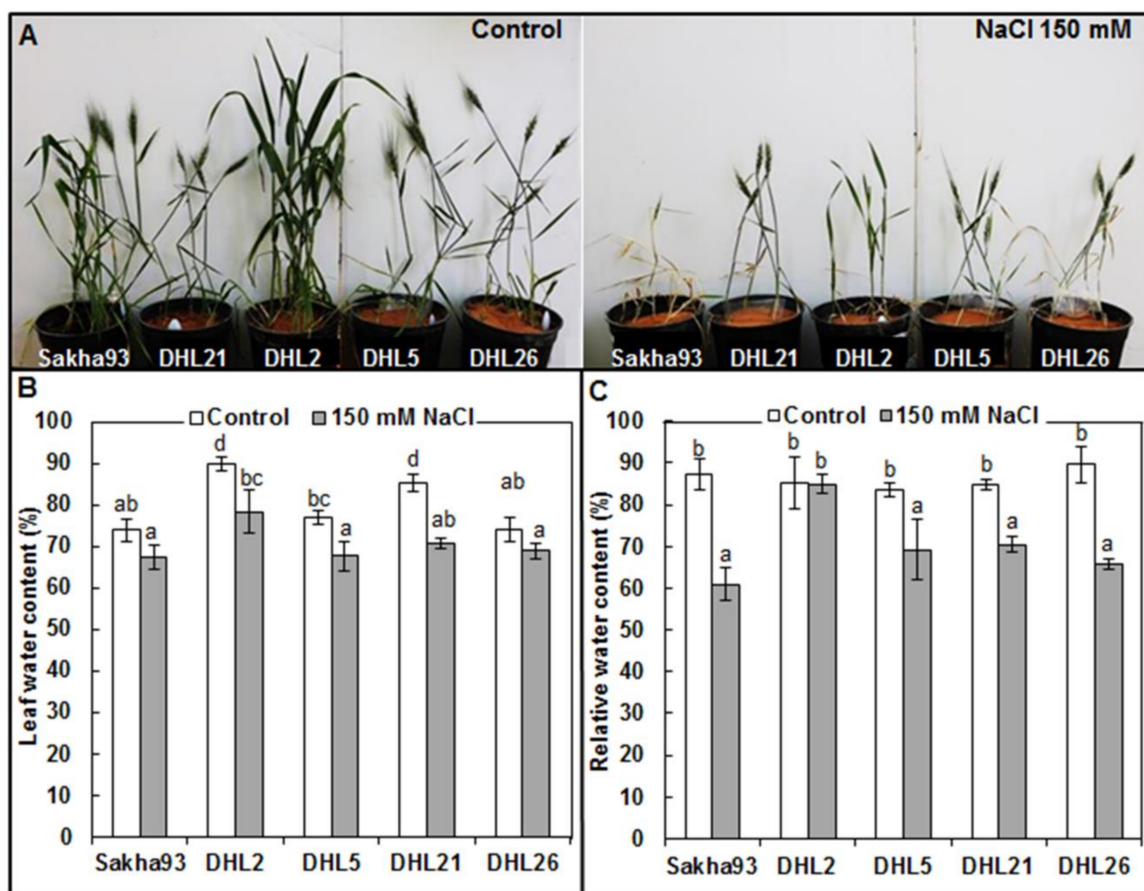 A
Control
NaCl 150 mM
Sakha93 DHL21 DHL2 DHL5 DHL26
Sakha93 DHL21 DHL2 DHL5 DHL26
B
Control 150 mM NaCl
Leaf water content (%)
100
90
80
70
60
50
40
30
20
10
0
ab a d bc bc a d ab ab a
Sakha93 DHL2 DHL5 DHL21 DHL26
C
Control 150 mM NaCl
Relative water content (%)
100
90
80
70
60
50
40
30
20
10
0
b a b b b a b a b a
Sakha93 DHL2 DHL5 DHL21 DHL26